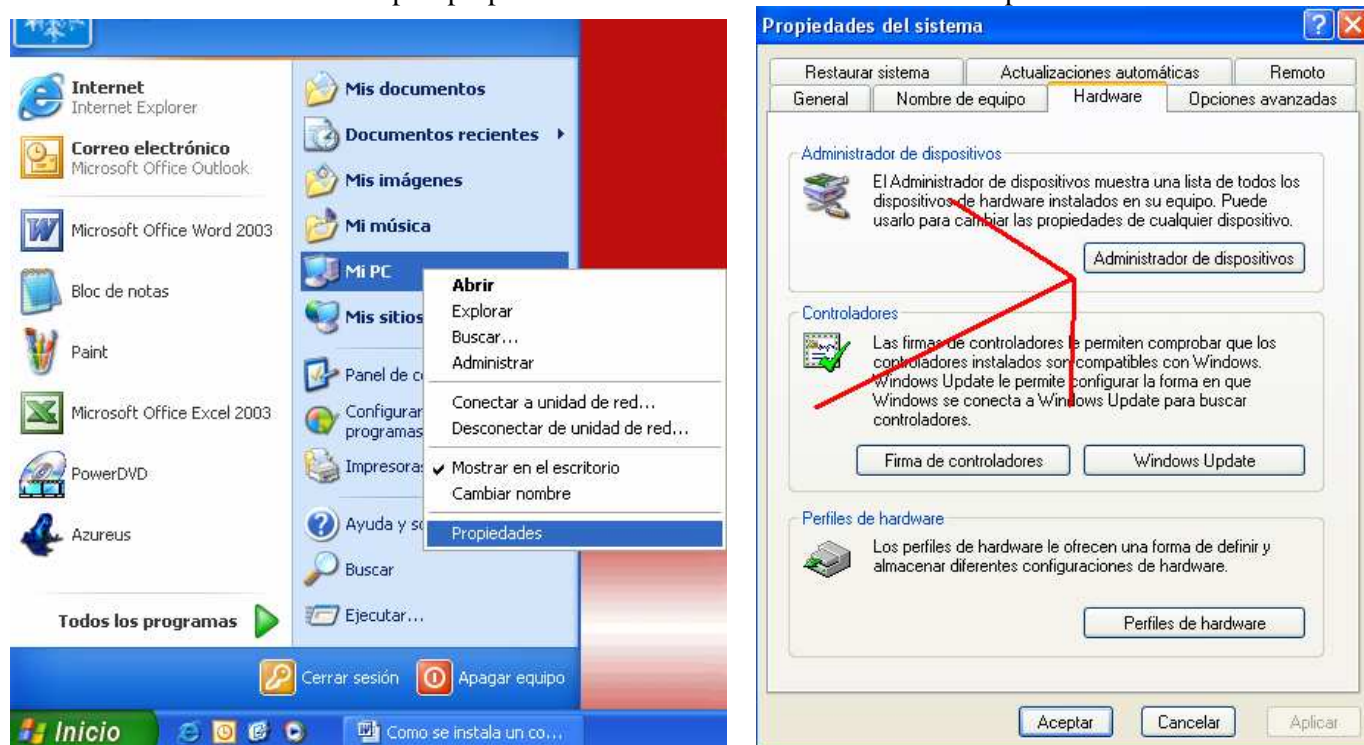 Internet
Internet Explorer
Correo electrónico
Microsoft Office Outlook
Microsoft Office Word 2003
Bloc de notas
Paint
Microsoft Office Excel 2003
PowerDVD
Azureus
Todos los programas
Mis documentos
Documentos recientes
Mis imágenes
Mi música
Mi PC
Mis sitios
Panel de c
Configurar
programas
Impresoras
Ayuda y so
Buscar
Ejecutar...
Abrir
Explorar
Buscar...
Administrar
Conectar a unidad de red...
Desconectar de unidad de red...
Mostrar en el escritorio
Cambiar nombre
Propiedades
Cerrar sesión
Apagar equipo
Inicio
Como se instala un co...
Propiedades del sistema
Restaurar sistema
Actualizaciones automáticas
Remoto
General
Nombre de equipo
Hardware
Opciones avanzadas
Administrador de dispositivos
El Administrador de dispositivos muestra una lista de todos los
dispositivos de hardware instalados en su equipo. Puede
usarlo para cambiar las propiedades de cualquier dispositivo.
Administrador de dispositivos
Controladores
Las firmas de controladores le permiten comprobar que los
controladores instalados son compatibles con Windows.
Windows Update le permite configurar la forma en que
Windows se conecta a Windows Update para buscar
controladores.
Firma de controladores
Windows Update
Perfiles de hardware
Los perfiles de hardware le ofrecen una forma de definir y
almacenar diferentes configuraciones de hardware.
Perfiles de hardware
Aceptar
Cancelar
Aplicar